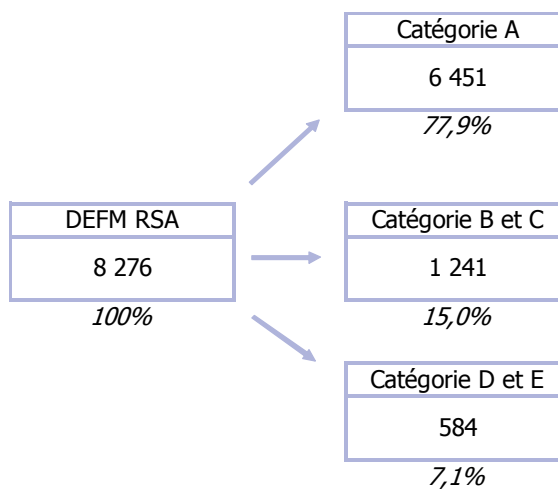 Catégorie A
6 451
77,9%
DEFM RSA
8 276
100%
Catégorie B et C
1 241
15,0%
Catégorie D et E
584
7,1%